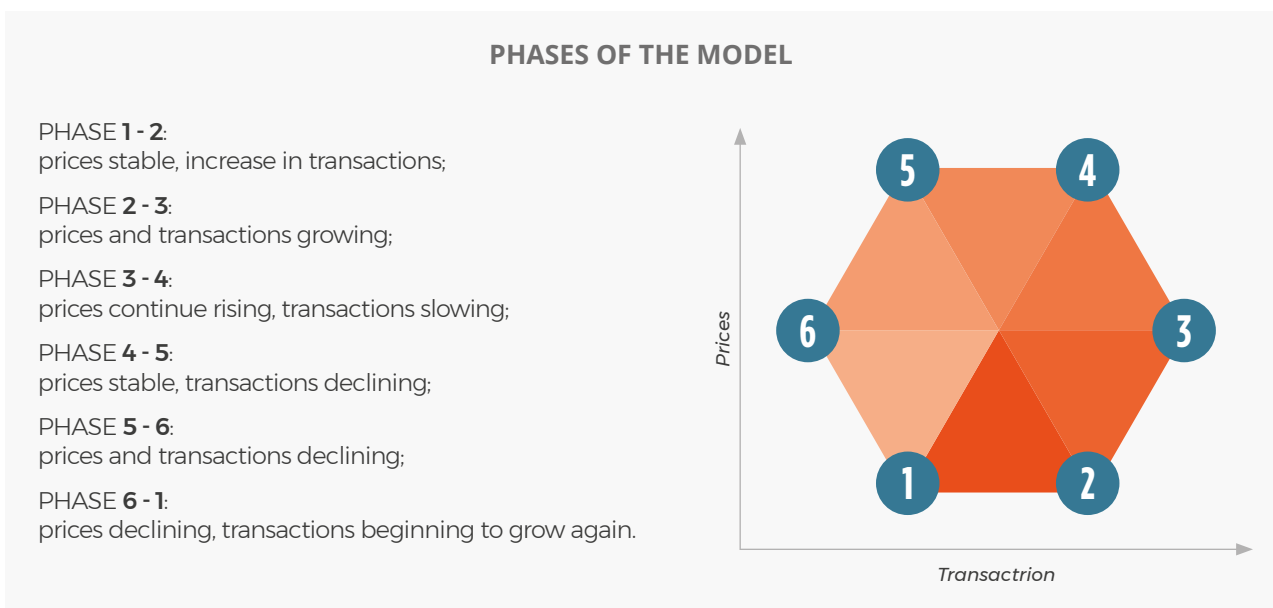 PHASES OF THE MODEL
PHASE 1 - 2:
prices stable, increase in transactions;
PHASE 2 - 3:
prices and transactions growing;
PHASE 3 - 4:
prices continue rising, transactions slowing;
PHASE 4 - 5:
prices stable, transactions declining;
PHASE 5 - 6:
prices and transactions declining;
PHASE 6 - 1:
prices declining, transactions beginning to grow again.
Prices
5
4
6
3
1
2
Transactrion